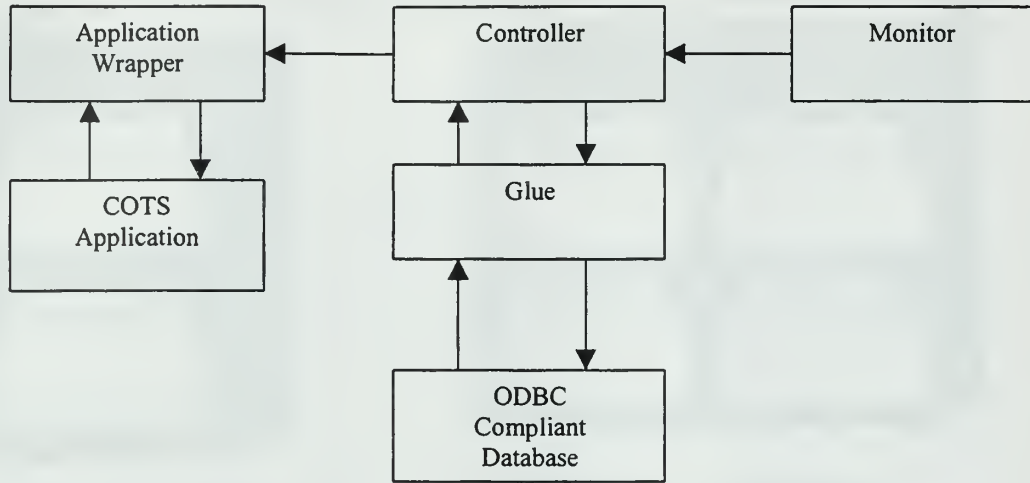 Application
Wrapper
Controller
Monitor
COTS
Application
Glue
ODBC
Compliant
Database